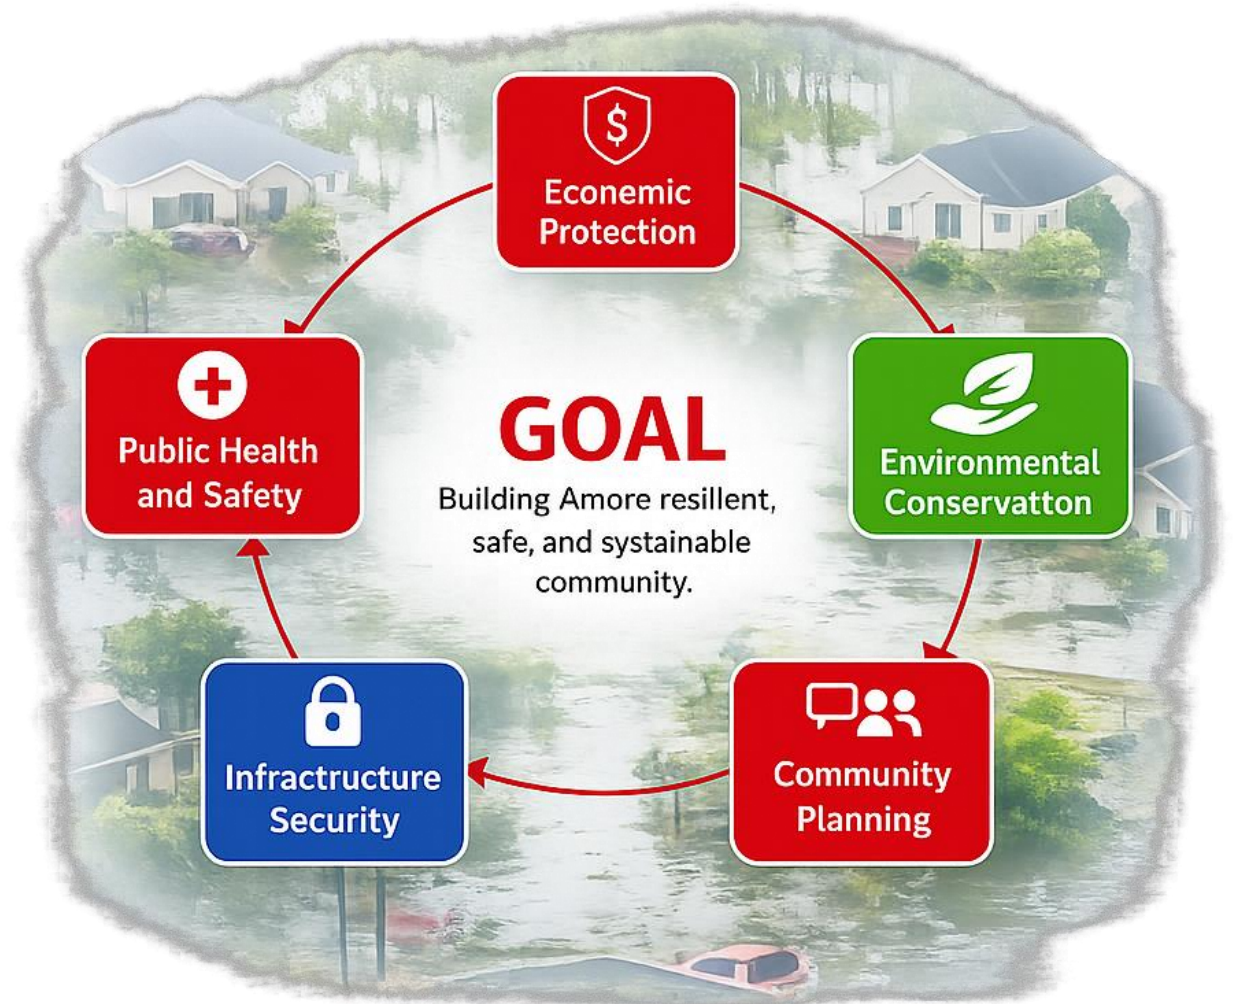 $
Economic
Protection
Public Health
and Safety
GOAL
Building Amore resillent,
safe, and systainable
community.
Environmental
Conservatton
Infractructure
Security
Community
Planning